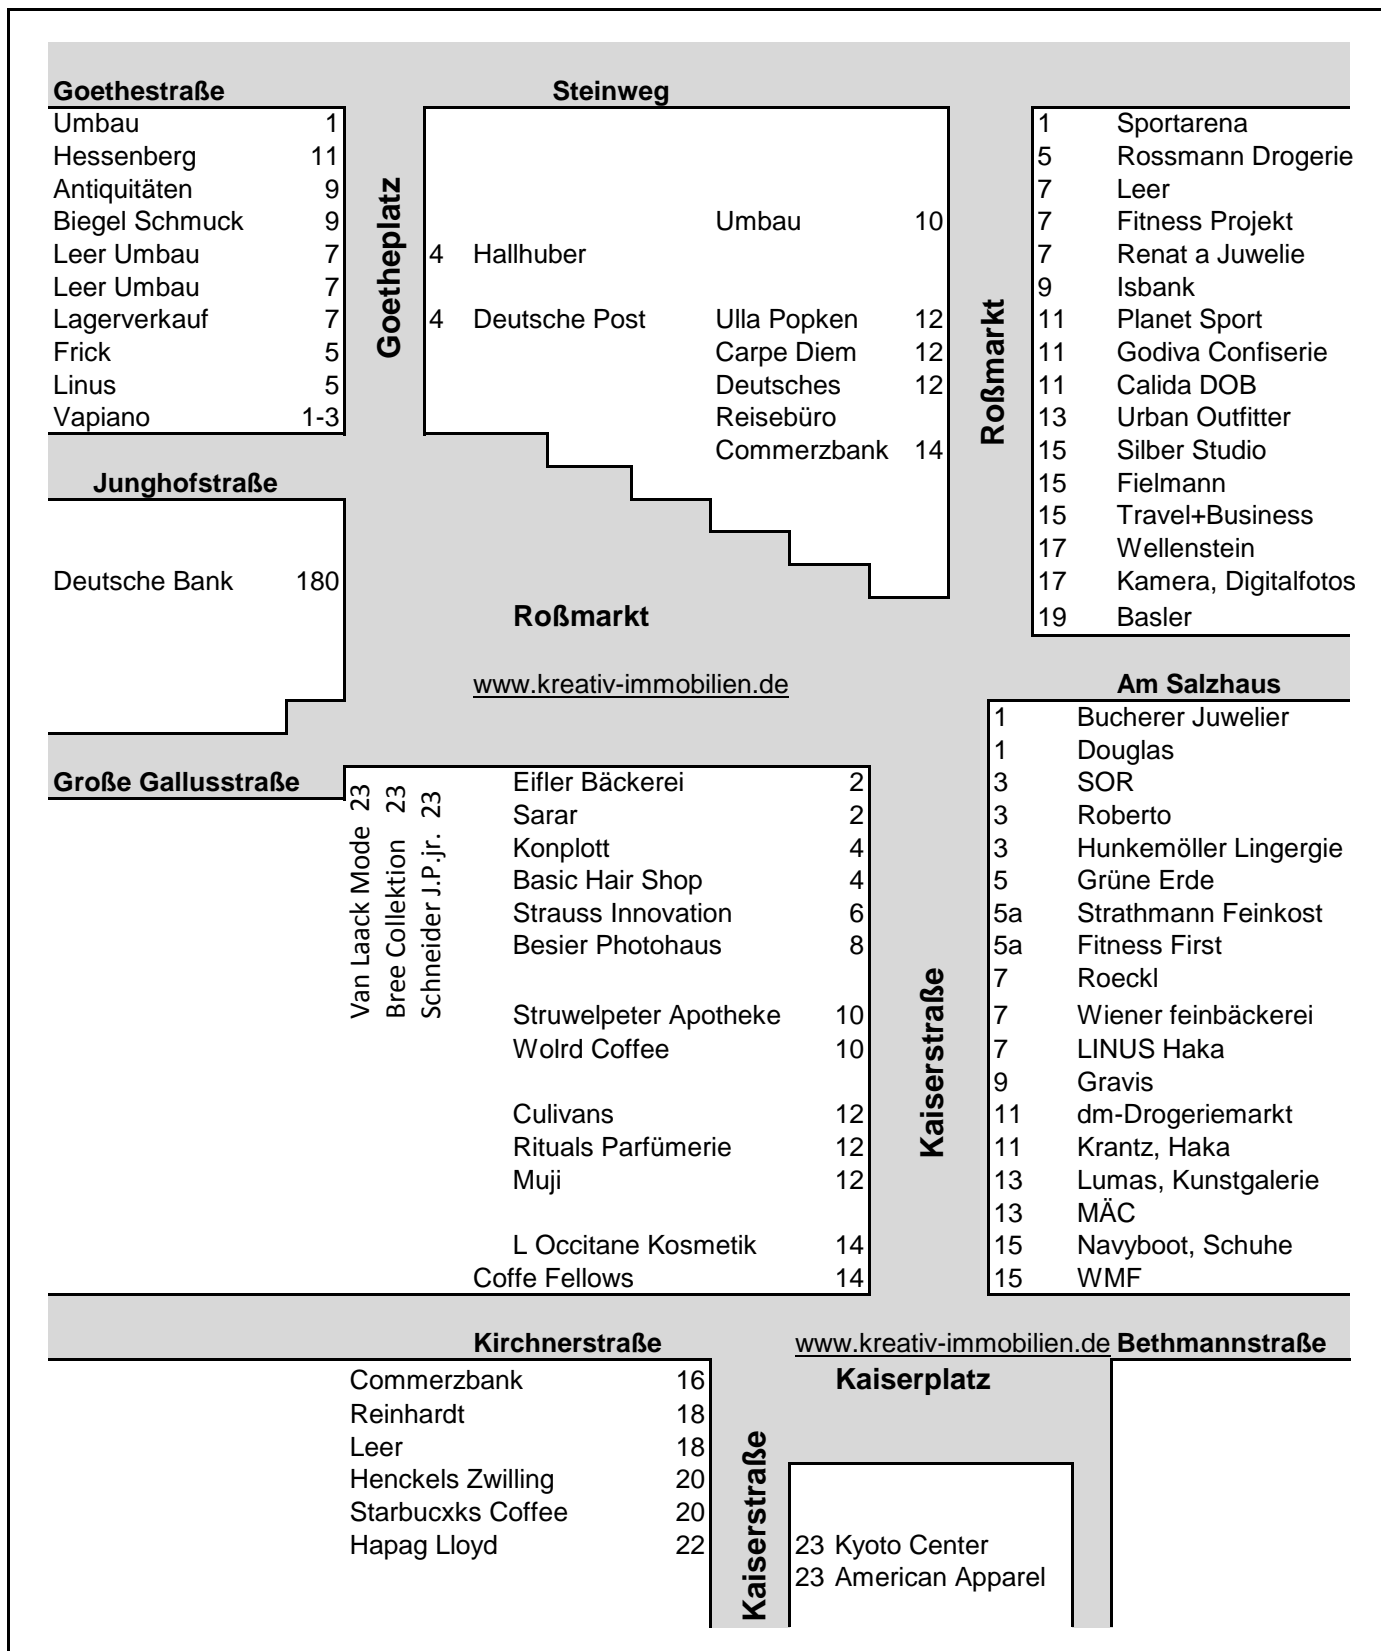 Goethestraße
Steinweg
Umbau 1
Hessenberg 11
Antiquitäten 9
Biegel Schmuck 9
Leer Umbau 7
Leer Umbau 7
Lagerverkauf 7
Frick 5
Linus 5
Vapiano 1-3
Goetheplatz
4 Hallhuber
4 Deutsche Post
Umbau 10
Ulla Popken 12
Carpe Diem 12
Deutsches 12
Reisebüro
Commerzbank 14
Roßmarkt
1 Sportarena
5 Rossmann Drogerie
7 Leer
7 Fitness Projekt
7 Renat a Juwelie
9 Isbank
11 Planet Sport
11 Godiva Confiserie
11 Calida DOB
13 Urban Outfitter
15 Silber Studio
15 Fielmann
15 Travel+Business
17 Wellenstein
17 Kamera, Digitalfotos
19 Basler
Junghofstraße
Deutsche Bank 180
Roßmarkt
www.kreativ-immobilien.de
Am Salzhaus
Große Gallusstraße
Van Laack Mode 23
Bree Collektion 23
Schneider J.P.jr. 23
Eifler Bäckerei 2
Sarar 2
Konplott 4
Basic Hair Shop 4
Strauss Innovation 6
Besier Photohaus 8
Struwelpeter Apotheke 10
Wolrd Coffee 10
Culivans 12
Rituals Parfümerie 12
Muji 12
L Occitane Kosmetik 14
Coffe Fellows 14
Kaiserstraße
1 Bucherer Juwelier
1 Douglas
3 SOR
3 Roberto
3 Hunkemöller Lingergie
5 Grüne Erde
5a Strathmann Feinkost
5a Fitness First
7 Roeckl
7 Wiener feinbäckerei
7 LINUS Haka
9 Gravis
11 dm-Drogeriemarkt
11 Krantz, Haka
13 Lumas, Kunstgalerie
13 MÄC
15 Navyboot, Schuhe
15 WMF
Kirchnerstraße
www.kreativ-immobilien.de
Bethmannstraße
Kaiserplatz
Commerzbank 16
Reinhardt 18
Leer 18
Henckels Zwilling 20
Starbucxks Coffee 20
Hapag Lloyd 22
Kaiserstraße
23 Kyoto Center
23 American Apparel